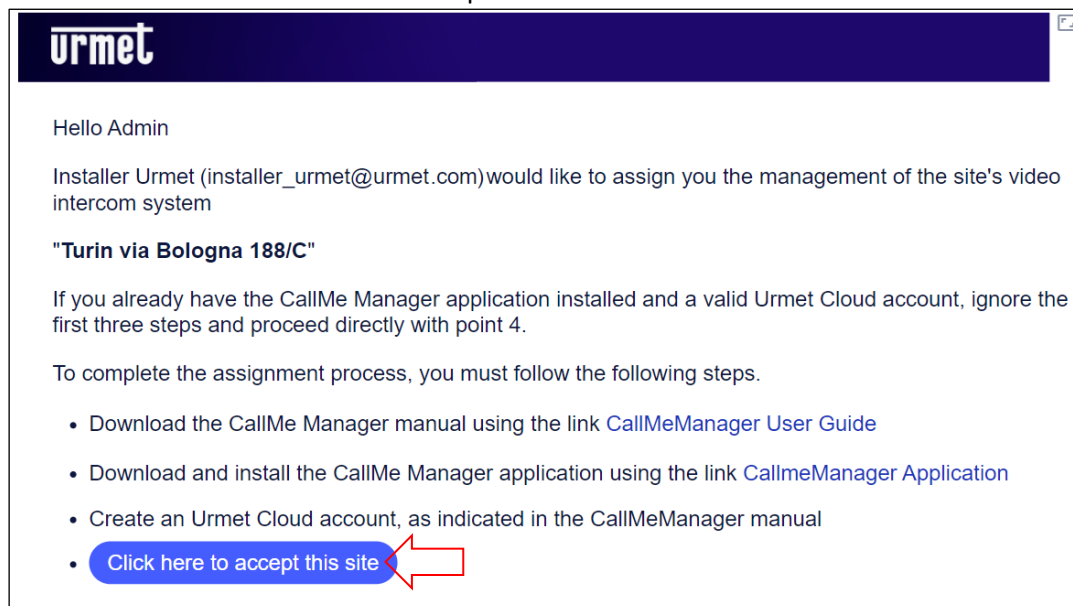 urmet
Hello Admin
Installer Urmet (installer_urmet@urmet.com)would like to assign you the management of the site's video
intercom system
"Turin via Bologna 188/C"
If you already have the CallMe Manager application installed and a valid Urmet Cloud account, ignore the
first three steps and proceed directly with point 4.
To complete the assignment process, you must follow the following steps.
• Download the CallMe Manager manual using the link CallMeManager User Guide
• Download and install the CallMe Manager application using the link CallmeManager Application
• Create an Urmet Cloud account, as indicated in the CallMeManager manual
• Click here to accept this site